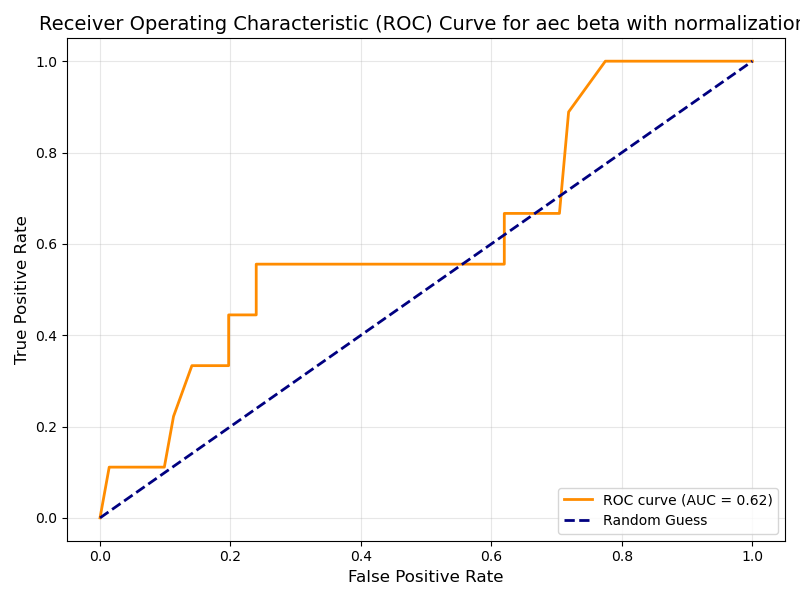 Receiver Operating Characteristic (ROC) Curve for aec beta with normalization
True Positive Rate
1.0
0.8
0.6
0.4
0.2
0.0
0.0 0.2 0.4 0.6 0.8 1.0
False Positive Rate
ROC curve (AUC = 0.62)
Random Guess